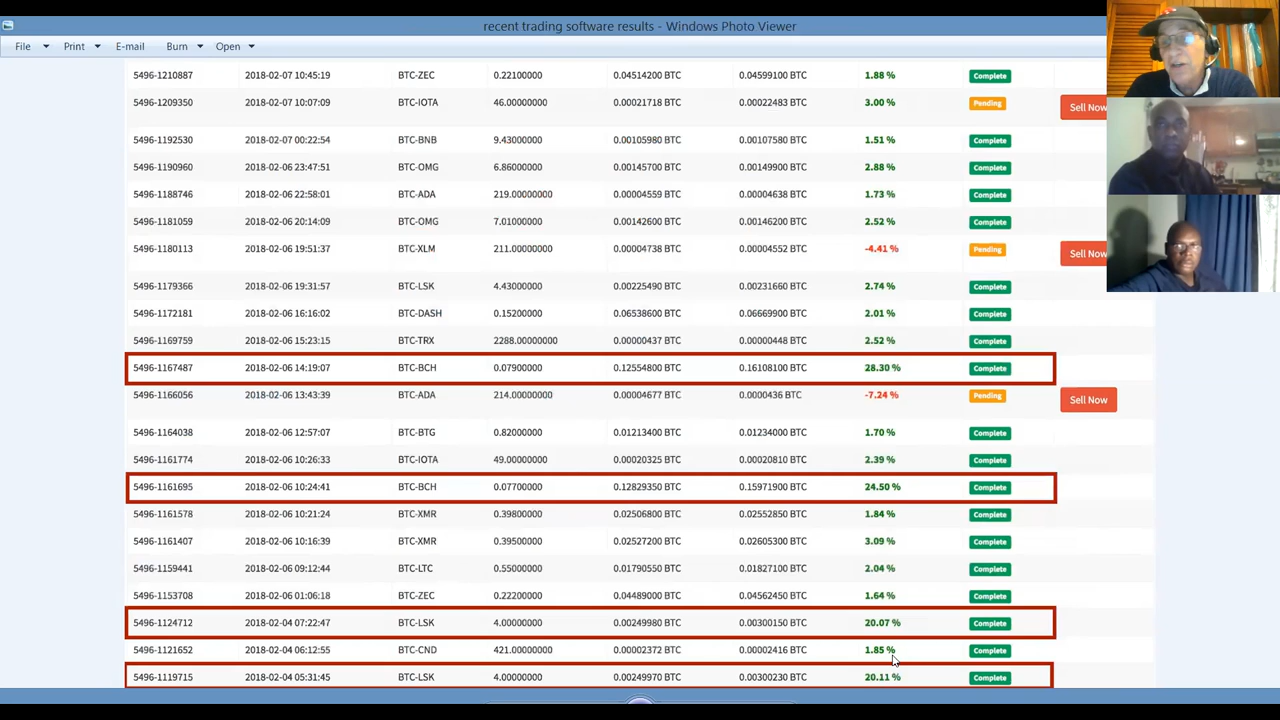 recent trading software results - Windows Photo Viewer
File Print E-mail Burn Open
5496-1210887 2018-02-07 10:45:19 BTC-ZEC 0.22100000 0.04514200 BTC 0.04599100 BTC 1.88 % Complete
5496-1209350 2018-02-07 10:07:09 BTC-IOTA 46.00000000 0.00021718 BTC 0.00022483 BTC 3.00 % Pending Sell Now
5496-1192530 2018-02-07 00:22:54 BTC-BNB 9.43000000 0.00105980 BTC 0.00107580 BTC 1.51 % Complete
5496-1190960 2018-02-06 23:47:51 BTC-OMG 6.86000000 0.00145700 BTC 0.00149900 BTC 2.88 % Complete
5496-1188746 2018-02-06 22:58:01 BTC-ADA 219.00000000 0.00004559 BTC 0.00004638 BTC 1.73 % Complete
5496-1181059 2018-02-06 20:14:09 BTC-OMG 7.01000000 0.00142600 BTC 0.00146200 BTC 2.52 % Complete
5496-1180113 2018-02-06 19:51:37 BTC-XLM 211.00000000 0.00004738 BTC 0.00004552 BTC -4.41 % Pending Sell Now
5496-1179366 2018-02-06 19:31:57 BTC-LSK 4.43000000 0.00225490 BTC 0.00231660 BTC 2.74 % Complete
5496-1172181 2018-02-06 16:16:02 BTC-DASH 0.15200000 0.06538600 BTC 0.06669900 BTC 2.01 % Complete
5496-1169759 2018-02-06 15:23:15 BTC-TRX 2288.00000000 0.00000437 BTC 0.00000448 BTC 2.52 % Complete
5496-1167487 2018-02-06 14:19:07 BTC-BCH 0.07900000 0.12554800 BTC 0.16108100 BTC 28.30 % Complete
5496-1166056 2018-02-06 13:43:39 BTC-ADA 214.00000000 0.00004677 BTC 0.0000436 BTC -7.24 % Pending Sell Now
5496-1164038 2018-02-06 12:57:07 BTC-BTG 0.82000000 0.01213400 BTC 0.01234000 BTC 1.70 % Complete
5496-1161774 2018-02-06 10:26:33 BTC-IOTA 49.00000000 0.00020325 BTC 0.00020810 BTC 2.39 % Complete
5496-1161695 2018-02-06 10:24:41 BTC-BCH 0.07700000 0.12829350 BTC 0.15971900 BTC 24.50 % Complete
5496-1161578 2018-02-06 10:21:24 BTC-XMR 0.39800000 0.02506800 BTC 0.02552850 BTC 1.84 % Complete
5496-1161407 2018-02-06 10:16:39 BTC-XMR 0.39500000 0.02527200 BTC 0.02605300 BTC 3.09 % Complete
5496-1159441 2018-02-06 09:12:44 BTC-LTC 0.55000000 0.01790550 BTC 0.01827100 BTC 2.04 % Complete
5496-1153708 2018-02-06 01:06:18 BTC-ZEC 0.22200000 0.04489000 BTC 0.04562450 BTC 1.64 % Complete
5496-1124712 2018-02-04 07:22:47 BTC-LSK 4.00000000 0.00249980 BTC 0.00300150 BTC 20.07 % Complete
5496-1121652 2018-02-04 06:12:55 BTC-CND 421.00000000 0.00002372 BTC 0.00002416 BTC 1.85 % Complete
5496-1119715 2018-02-04 05:31:45 BTC-LSK 4.00000000 0.00249970 BTC 0.00300230 BTC 20.11 % Complete